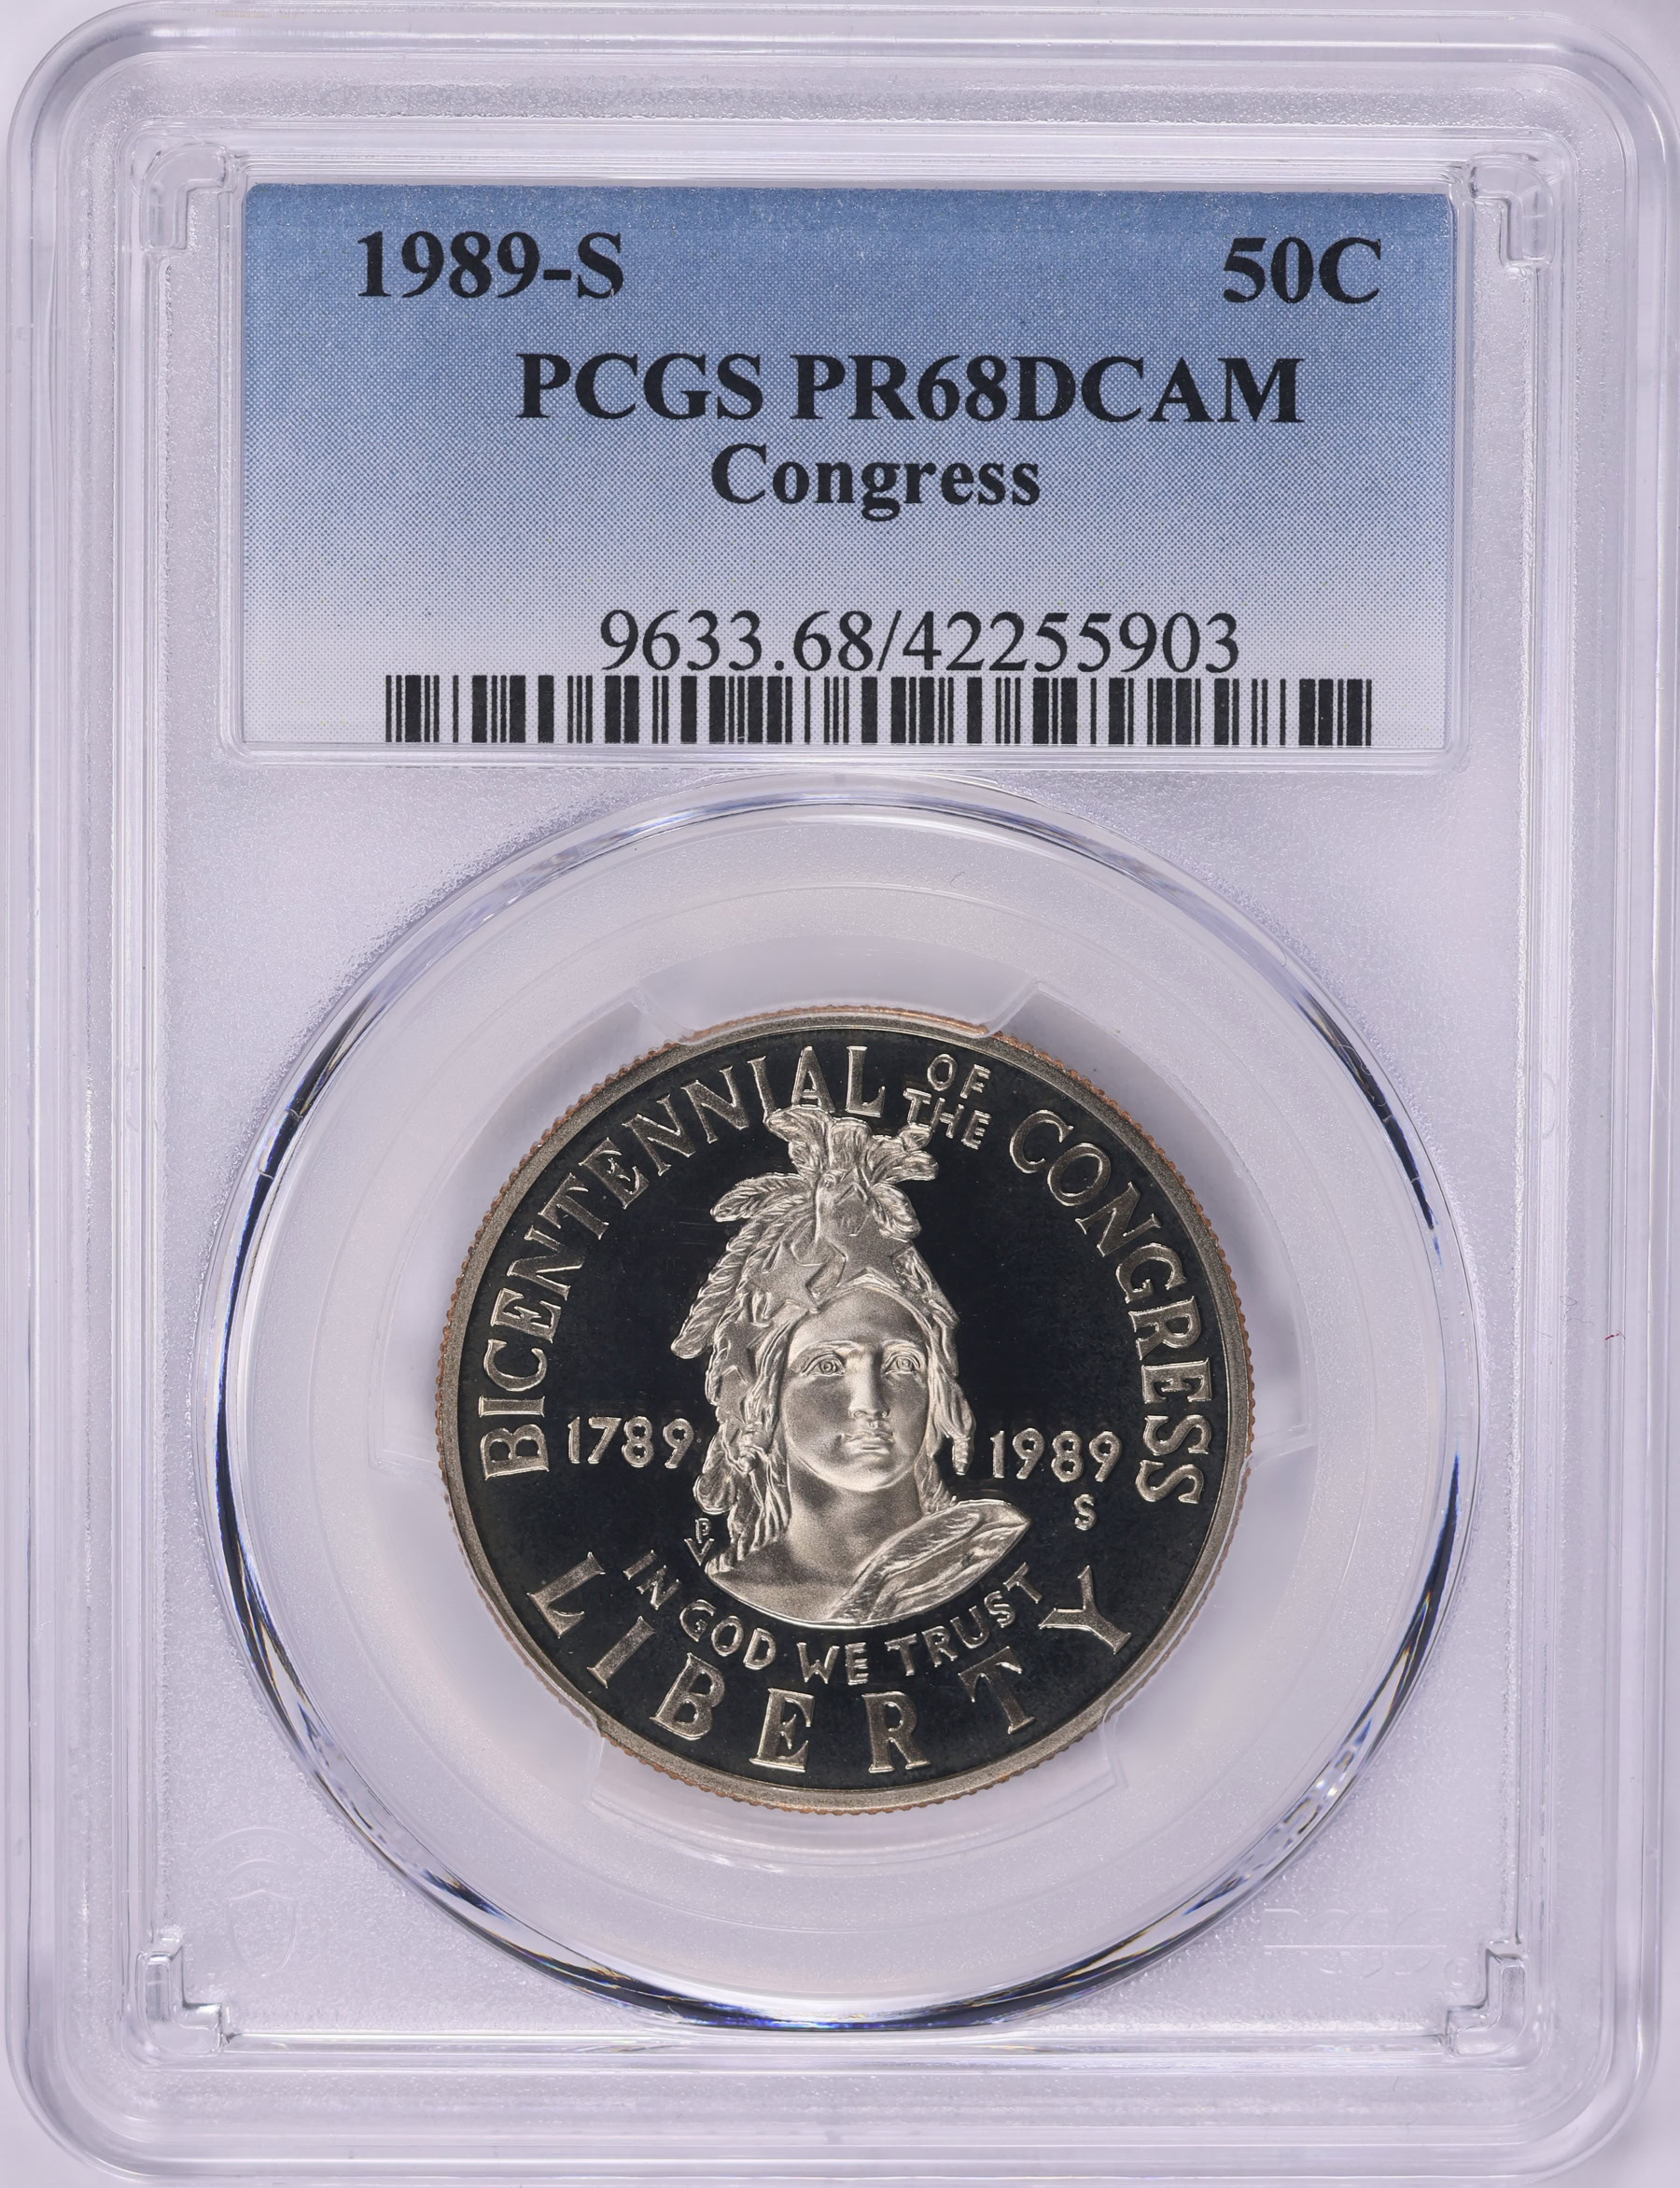 1989-S 50C
PCGS PR68DCAM
Congress
9633.68/42255903
BICENTENNIAL OF THE CONGRESS
1789 1989
S
P
V
IN GOD WE TRUST
LIBERTY